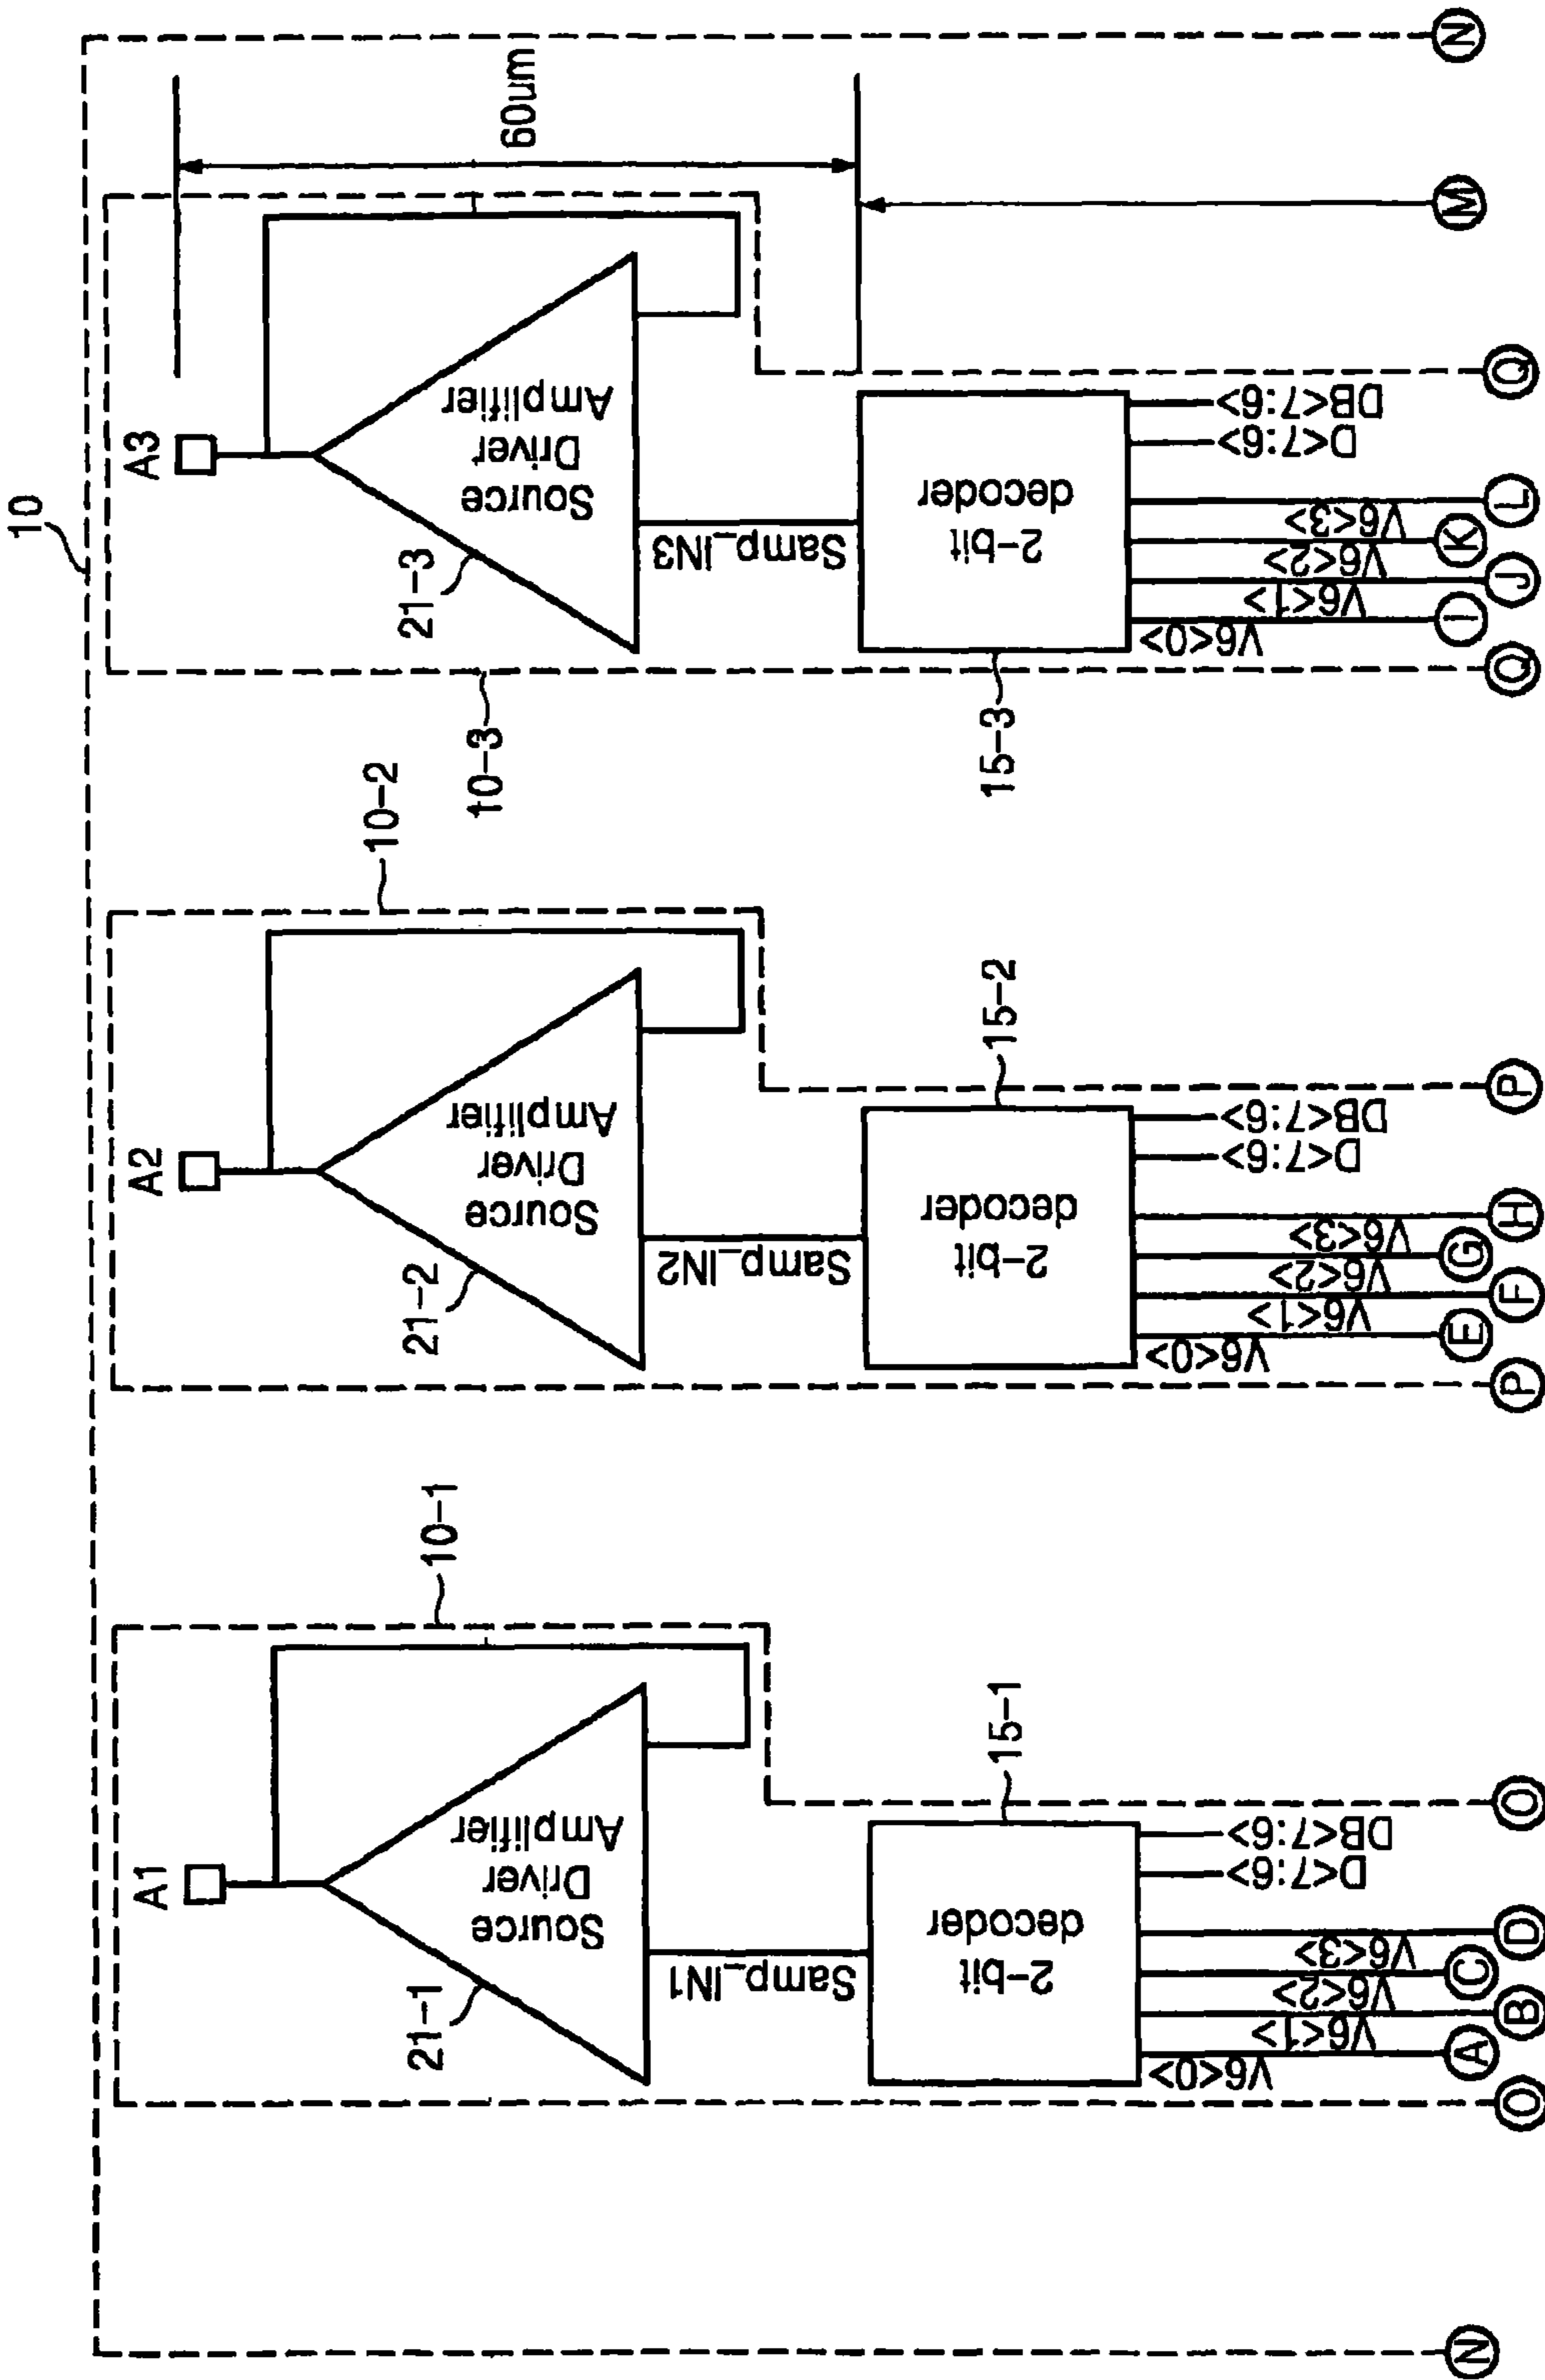 10
A1
A2
A3
60um
10-1
10-2
10-3
21-1
Source
Driver
Amplifier
21-2
Source
Driver
Amplifier
21-3
Source
Driver
Amplifier
Samp_IN1
Samp_IN2
Samp_IN3
15-1
2-bit
decoder
15-2
2-bit
decoder
15-3
2-bit
decoder
V6<0>
V6<1>
V6<2>
V6<3>
D<7:6>
DB<7:6>
V6<0>
V6<1>
V6<2>
V6<3>
D<7:6>
DB<7:6>
V6<0>
V6<1>
V6<2>
V6<3>
D<7:6>
DB<7:6>
N
O
A
B
C
D
O
P
E
F
G
H
P
Q
I
J
K
L
Q
M
N